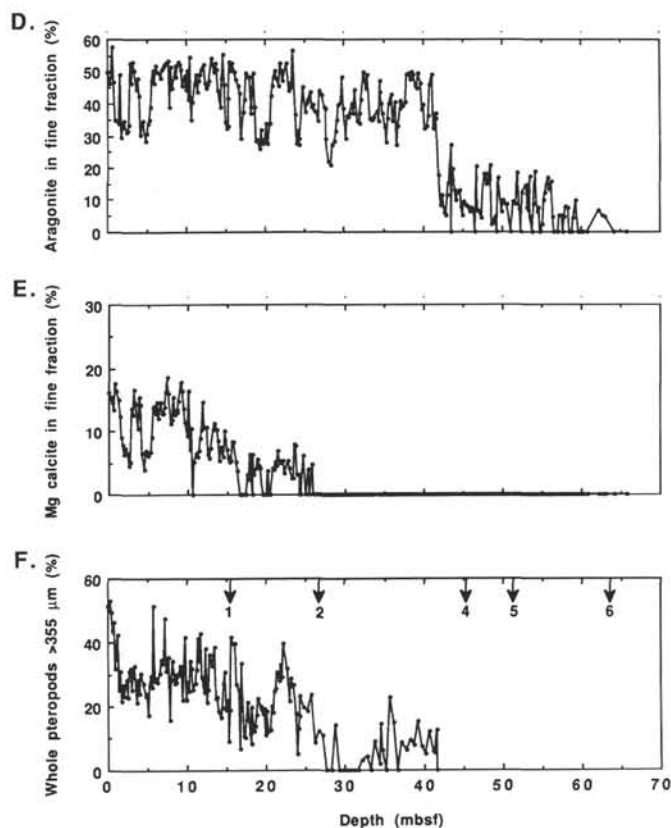 D.
Aragonite in fine fraction (%)
60
50
40
30
20
10
0
E.
Mg calcite in fine fraction (%)
30
20
10
0
F.
Whole pteropods >355 µm (%)
60
40
20
0
1 2 4 5 6
0 10 20 30 40 50 60 70
Depth (mbsf)